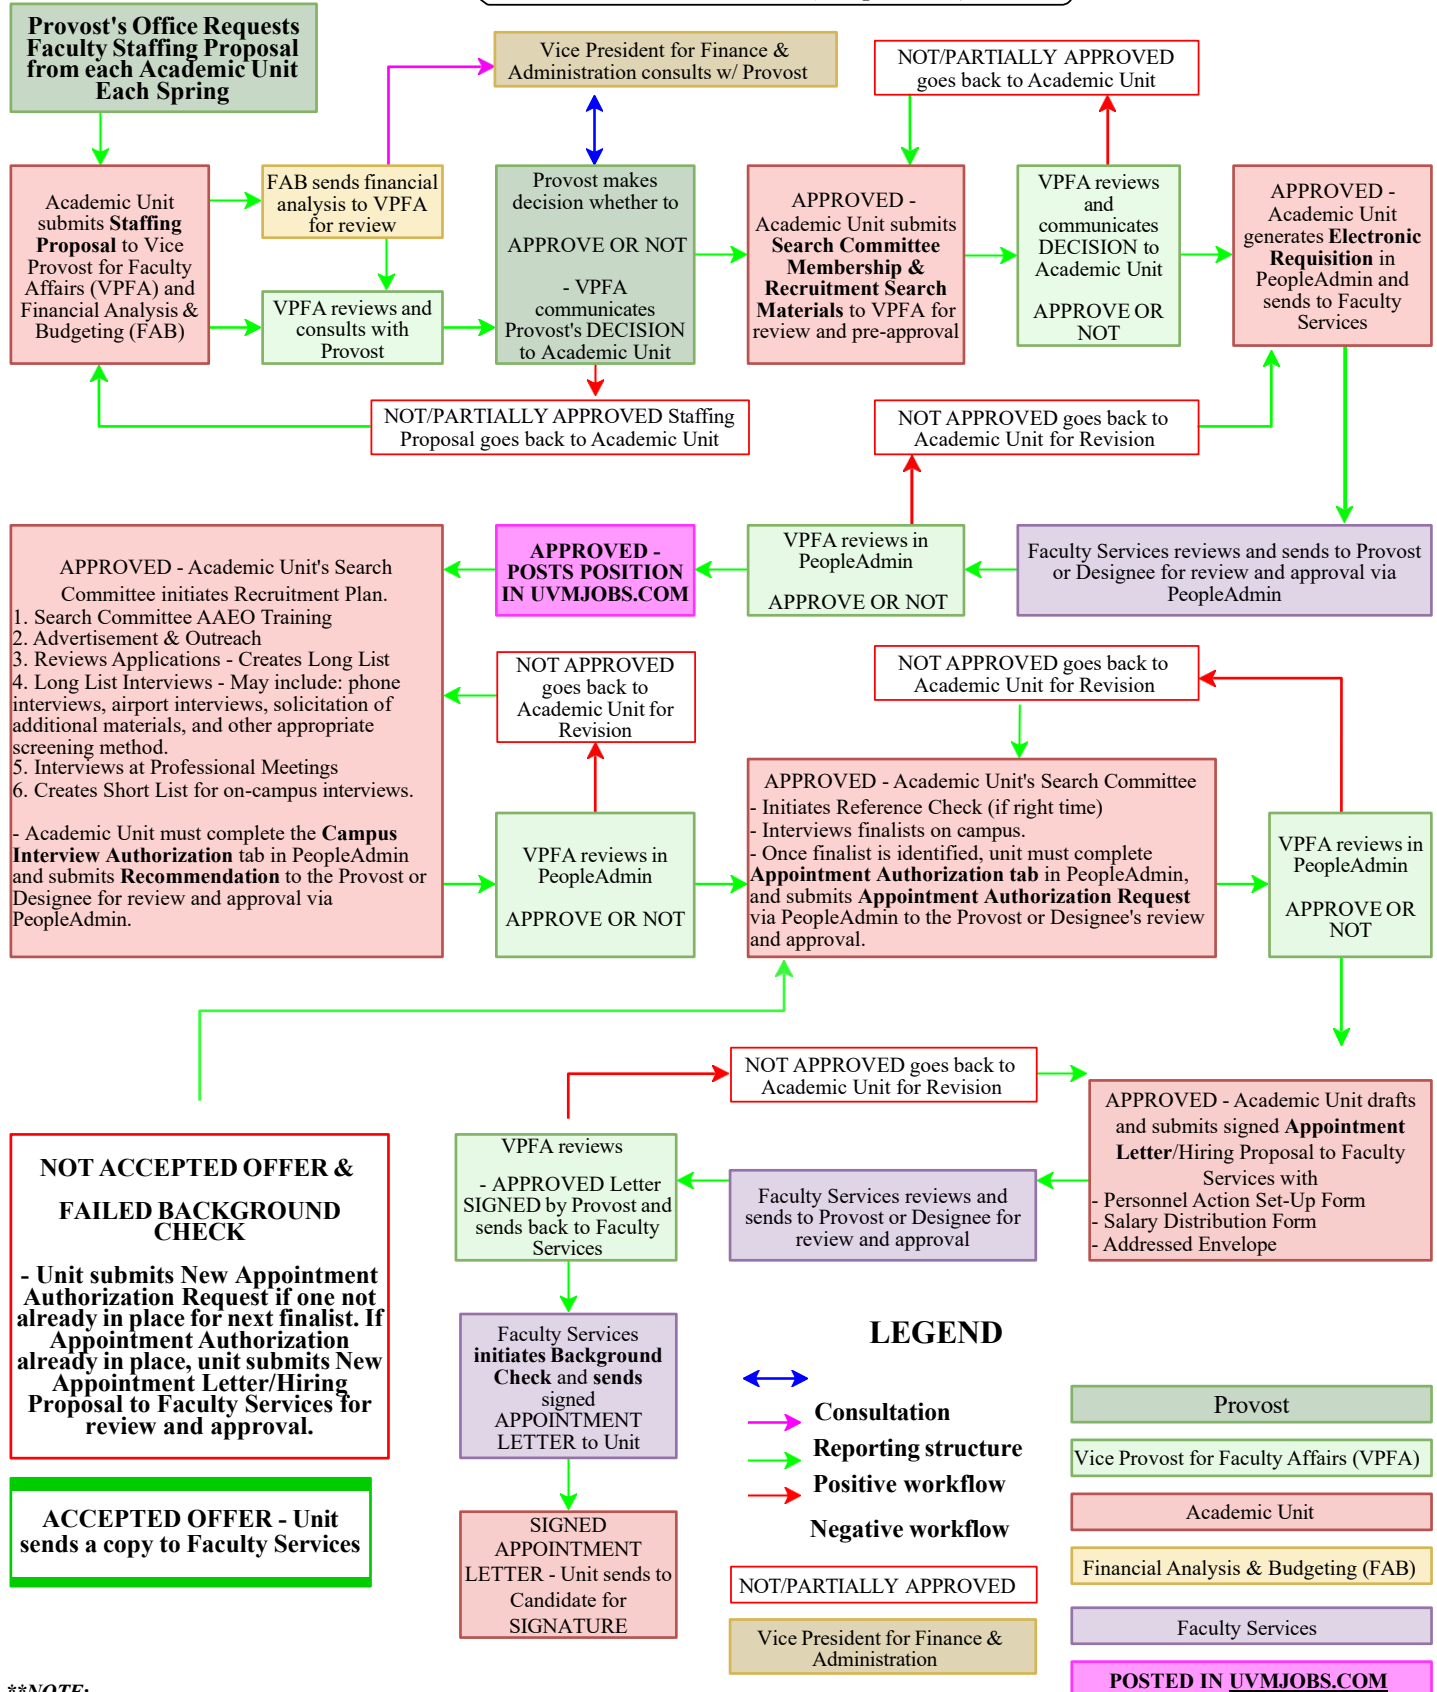 Provost's Office Requests
Faculty Staffing Proposal
from each Academic Unit
Each Spring
Vice President for Finance &
Administration consults w/ Provost
NOT/PARTIALLY APPROVED
goes back to Academic Unit
Academic Unit
submits Staffing
Proposal to Vice
Provost for Faculty
Affairs (VPFA) and
Financial Analysis &
Budgeting (FAB)
FAB sends financial
analysis to VPFA
for review
VPFA reviews and
consults with
Provost
Provost makes
decision whether to
APPROVE OR NOT
- VPFA
communicates
Provost's DECISION
to Academic Unit
APPROVED -
Academic Unit submits
Search Committee
Membership &
Recruitment Search
Materials to VPFA for
review and pre-approval
VPFA reviews
and
communicates
DECISION to
Academic Unit
APPROVE OR
NOT
APPROVED -
Academic Unit
generates Electronic
Requisition in
PeopleAdmin and
sends to Faculty
Services
NOT/PARTIALLY APPROVED Staffing
Proposal goes back to Academic Unit
NOT APPROVED goes back to
Academic Unit for Revision
APPROVED - Academic Unit's Search
Committee initiates Recruitment Plan.
1. Search Committee AAEO Training
2. Advertisement & Outreach
3. Reviews Applications - Creates Long List
4. Long List Interviews - May include: phone
interviews, airport interviews, solicitation of
additional materials, and other appropriate
screening method.
5. Interviews at Professional Meetings
6. Creates Short List for on-campus interviews.
- Academic Unit must complete the Campus
Interview Authorization tab in PeopleAdmin
and submits Recommendation to the Provost or
Designee for review and approval via
PeopleAdmin.
APPROVED -
POSTS POSITION
IN UVMJOBS.COM
VPFA reviews in
PeopleAdmin
APPROVE OR NOT
Faculty Services reviews and sends to Provost
or Designee for review and approval via
PeopleAdmin
NOT APPROVED
goes back to
Academic Unit for
Revision
NOT APPROVED goes back to
Academic Unit for Revision
VPFA reviews in
PeopleAdmin
APPROVE OR NOT
APPROVED - Academic Unit's Search Committee
- Initiates Reference Check (if right time)
- Interviews finalists on campus.
- Once finalist is identified, unit must complete
Appointment Authorization tab in PeopleAdmin,
and submits Appointment Authorization Request
via PeopleAdmin to the Provost or Designee's review
and approval.
VPFA reviews in
PeopleAdmin
APPROVE OR
NOT
NOT APPROVED goes back to
Academic Unit for Revision
APPROVED - Academic Unit drafts
and submits signed Appointment
Letter/Hiring Proposal to Faculty
Services with
- Personnel Action Set-Up Form
- Salary Distribution Form
- Addressed Envelope
NOT ACCEPTED OFFER &
FAILED BACKGROUND
CHECK
- Unit submits New Appointment
Authorization Request if one not
already in place for next finalist. If
Appointment Authorization
already in place, unit submits New
Appointment Letter/Hiring
Proposal to Faculty Services for
review and approval.
VPFA reviews
- APPROVED Letter
SIGNED by Provost and
sends back to Faculty
Services
Faculty Services reviews and
sends to Provost or Designee for
review and approval
Faculty Services
initiates Background
Check and sends
signed
APPOINTMENT
LETTER to Unit
ACCEPTED OFFER - Unit
sends a copy to Faculty Services
SIGNED
APPOINTMENT
LETTER - Unit sends to
Candidate for
SIGNATURE
LEGEND
Consultation
Reporting structure
Positive workflow
Negative workflow
NOT/PARTIALLY APPROVED
Vice President for Finance &
Administration
Provost
Vice Provost for Faculty Affairs (VPFA)
Academic Unit
Financial Analysis & Budgeting (FAB)
Faculty Services
POSTED IN UVMJOBS.COM
**NOTE: